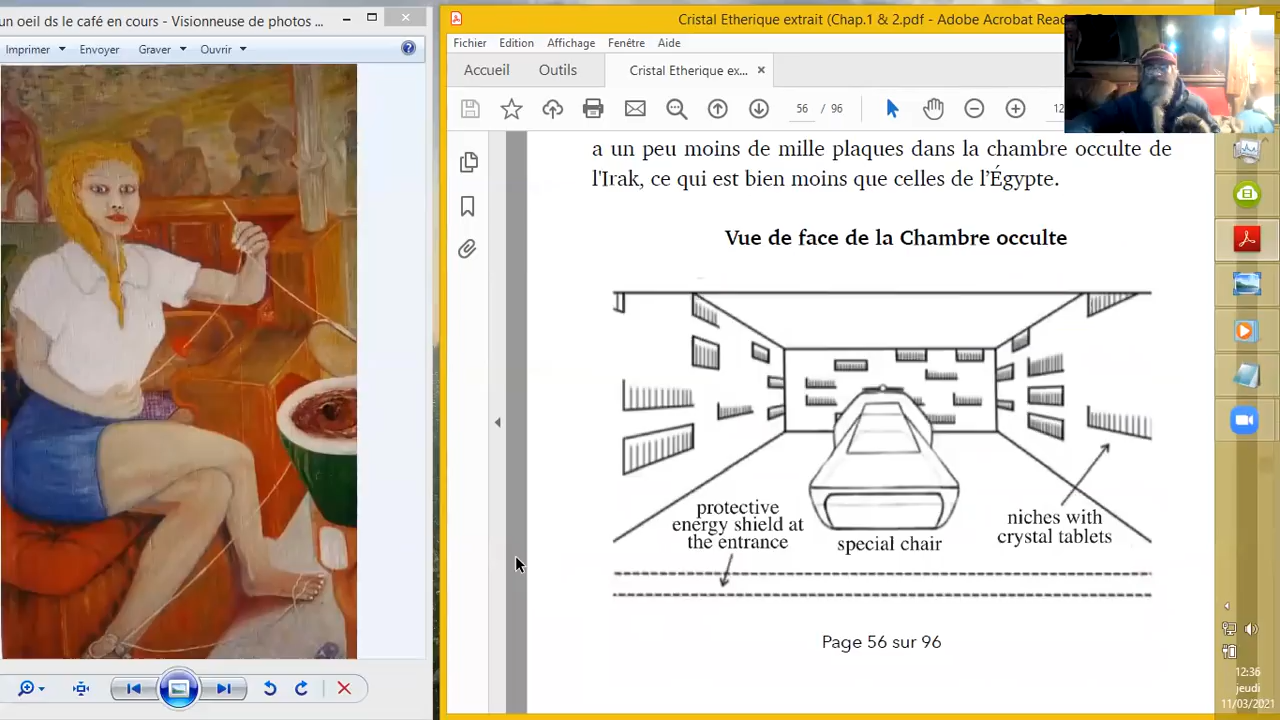 un oeil ds le café en cours - Visionneuse de photos ...
Imprimer
Envoyer
Graver
Ouvrir
Cristal Etherique extrait (Chap.1 & 2.pdf - Adobe Acrobat
Fichier
Edition
Affichage
Fenêtre
Aide
Accueil
Outils
Cristal Etherique ex...
56 / 96
a un peu moins de mille plaques dans la chambre occulte de
l'Irak, ce qui est bien moins que celles de l'Égypte.
Vue de face de la Chambre occulte
protective
energy shield at
the entrance
special chair
niches with
crystal tablets
Page 56 sur 96
12:36
jeudi
11/03/2021